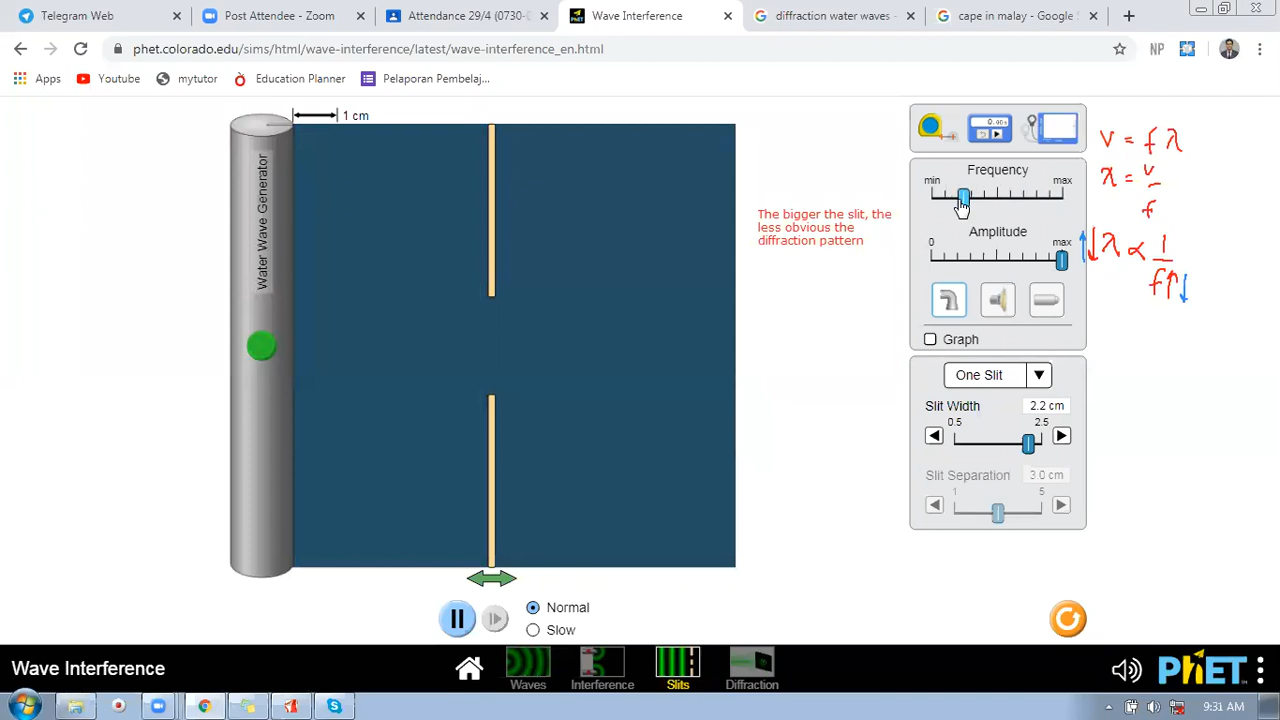 Telegram Web
Post Attendee - Zoom
Attendance 29/4 (0730-
Wave Interference
diffraction water waves -
cape in malay - Google S
phet.colorado.edu/sims/html/wave-interference/latest/wave-interference_en.html
NP
Apps
Youtube
mytutor
Education Planner
Pelaporan Pembelaj...
1 cm
Water Wave Generator
The bigger the slit, the
less obvious the
diffraction pattern
0.00s
Frequency
min
max
Amplitude
0
max
Graph
One Slit
Slit Width
2.2 cm
0.5
2.5
Slit Separation
3.0 cm
1
5
v = f λ
λ = v
f
↑↓ λ ∝ 1
f↑↓
Normal
Slow
Wave Interference
Waves
Interference
Slits
Diffraction
PhET
9:31 AM